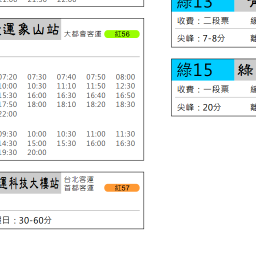 運象山站 大都會客運 紅56
07:20 07:30 07:40 07:50 08:00
10:00 10:30 11:10 11:50 12:30
15:30 16:00 16:30 16:40 16:50
17:50 18:00 18:10 18:20 18:30
22:00
09:30 10:00 10:30 11:00 11:30
14:30 15:00 15:30 16:00 16:30
19:30 20:00
運科技大樓站 台北客運
首都客運 紅57
日：30-60分
綠13
收費：二段票
尖峰：7-8分 離
綠15 綠
收費：一段票
尖峰：20分 離